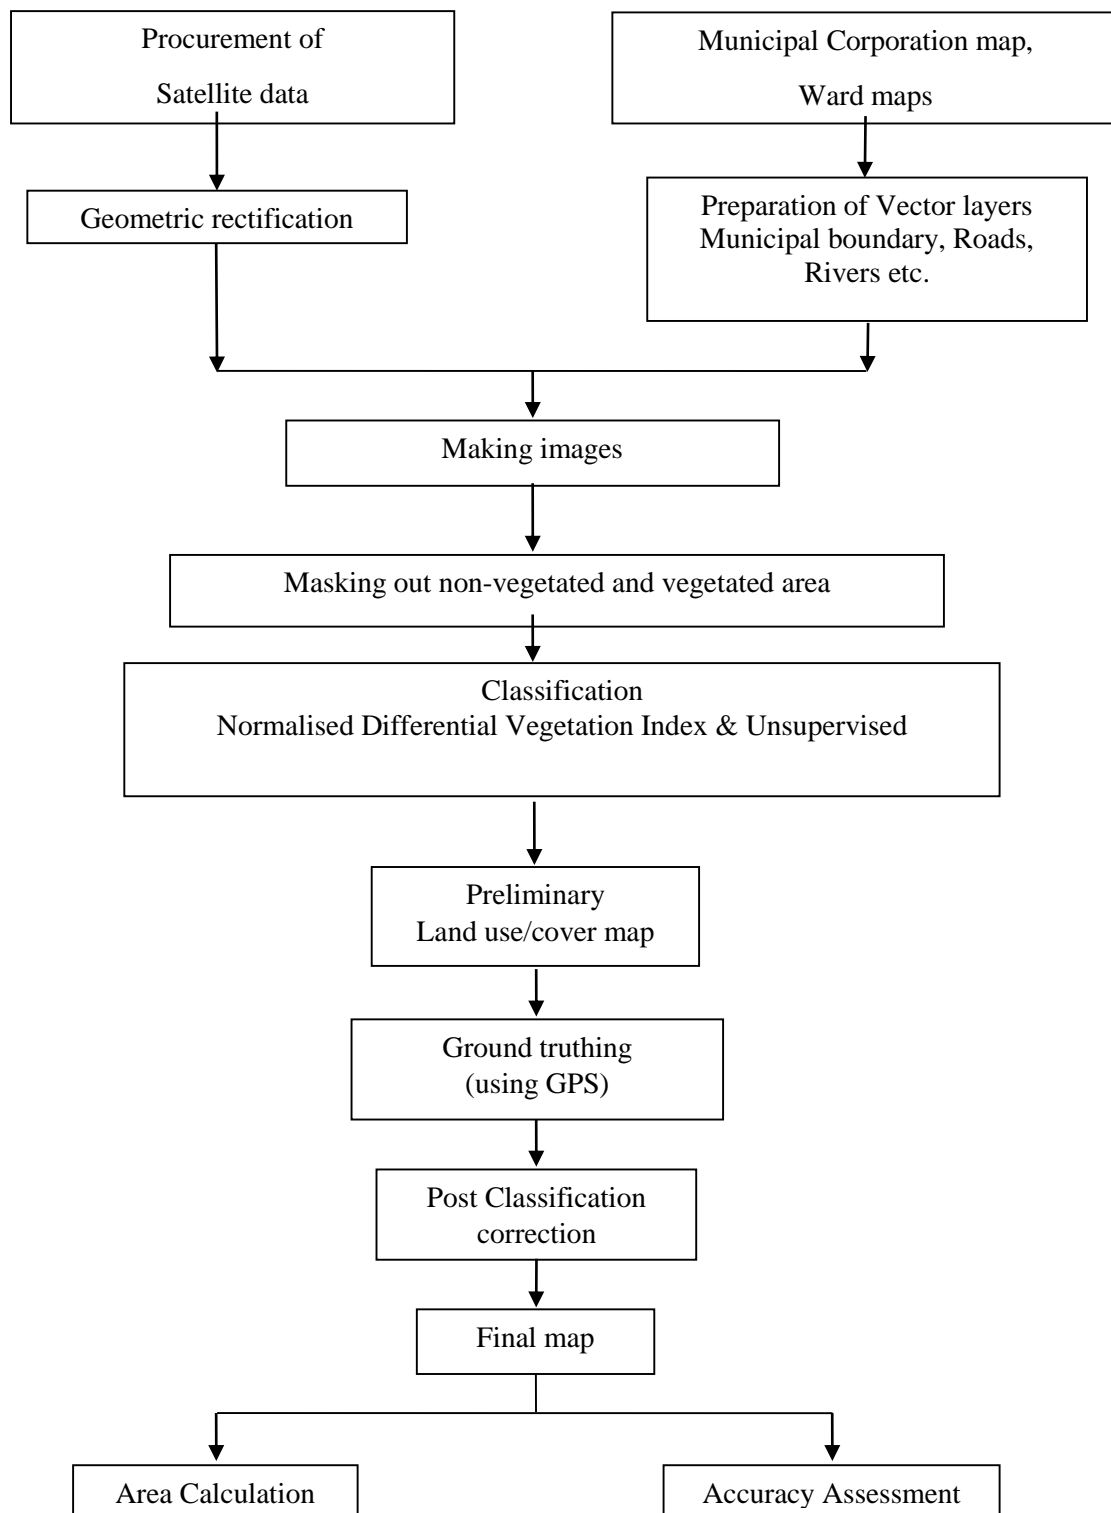 Procurement of
Satellite data
Municipal Corporation map,
Ward maps
Geometric rectification
Preparation of Vector layers
Municipal boundary, Roads,
Rivers etc.
Making images
Masking out non-vegetated and vegetated area
Classification
Normalised Differential Vegetation Index & Unsupervised
Preliminary
Land use/cover map
Ground truthing
(using GPS)
Post Classification
correction
Final map
Area Calculation
Accuracy Assessment